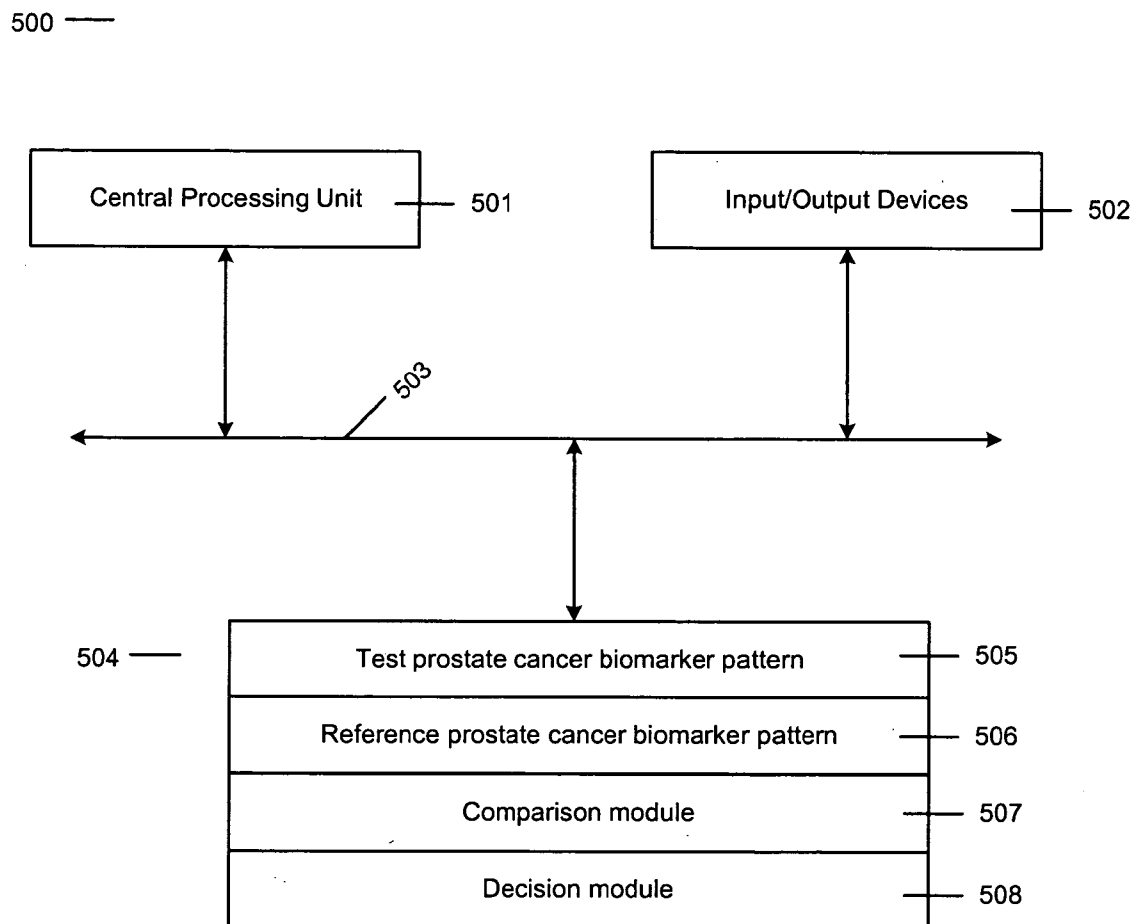 500
Central Processing Unit 501
Input/Output Devices 502
503
504
Test prostate cancer biomarker pattern 505
Reference prostate cancer biomarker pattern 506
Comparison module 507
Decision module 508